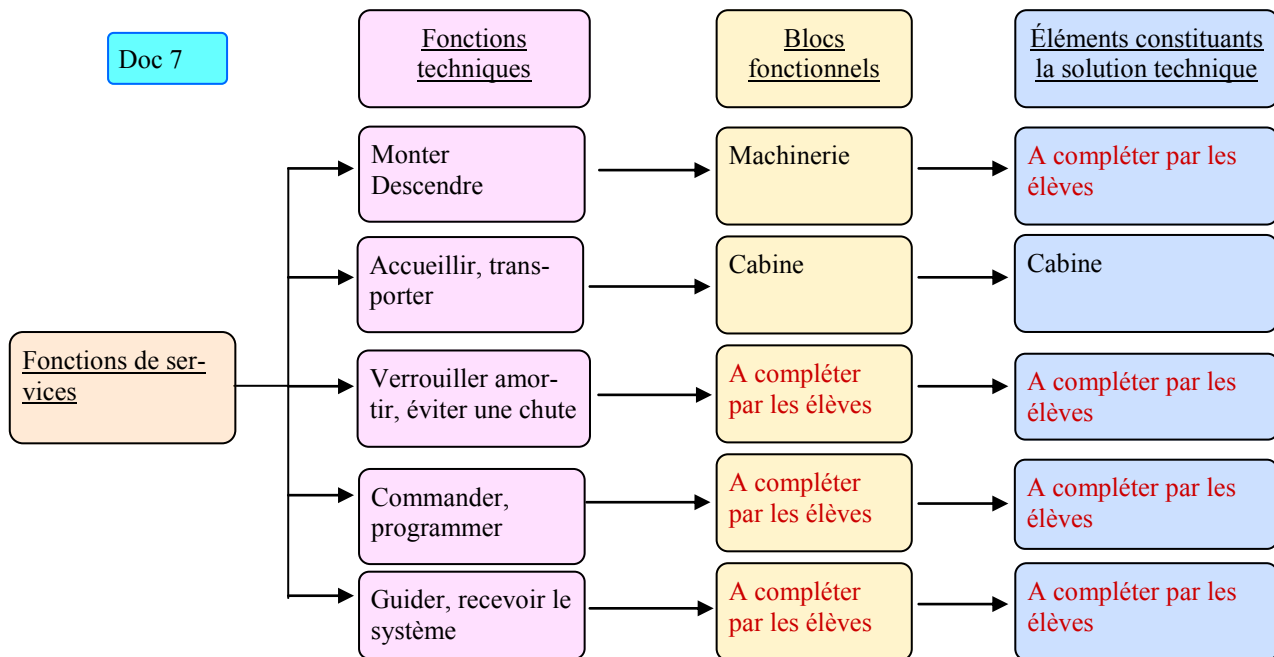 Doc 7
Fonctions
techniques
Blocs
fonctionnels
Éléments constituants
la solution technique
Monter
Descendre
Machinerie
A compléter par les
élèves
Accueillir, trans-
porter
Cabine
Cabine
Fonctions de ser-
vices
Verrouiller amor-
tir, éviter une chute
A compléter
par les élèves
A compléter par les
élèves
Commander,
programmer
A compléter
par les élèves
A compléter par les
élèves
Guider, recevoir le
système
A compléter
par les élèves
A compléter par les
élèves